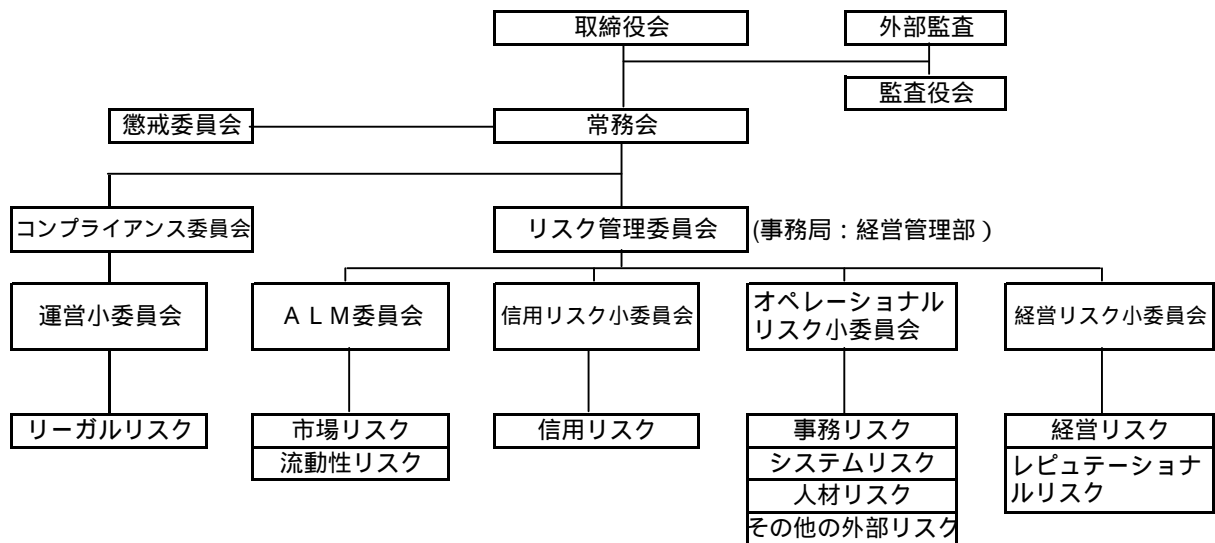 取締役会
外部監査
監査役会
懲戒委員会
常務会
コンプライアンス委員会
リスク管理委員会
(事務局：経営管理部）
運営小委員会
ＡＬＭ委員会
信用リスク小委員会
オペレーショナル
リスク小委員会
経営リスク小委員会
リーガルリスク
市場リスク
流動性リスク
信用リスク
事務リスク
システムリスク
人材リスク
その他の外部リスク
経営リスク
レピュテーショナ
ルリスク